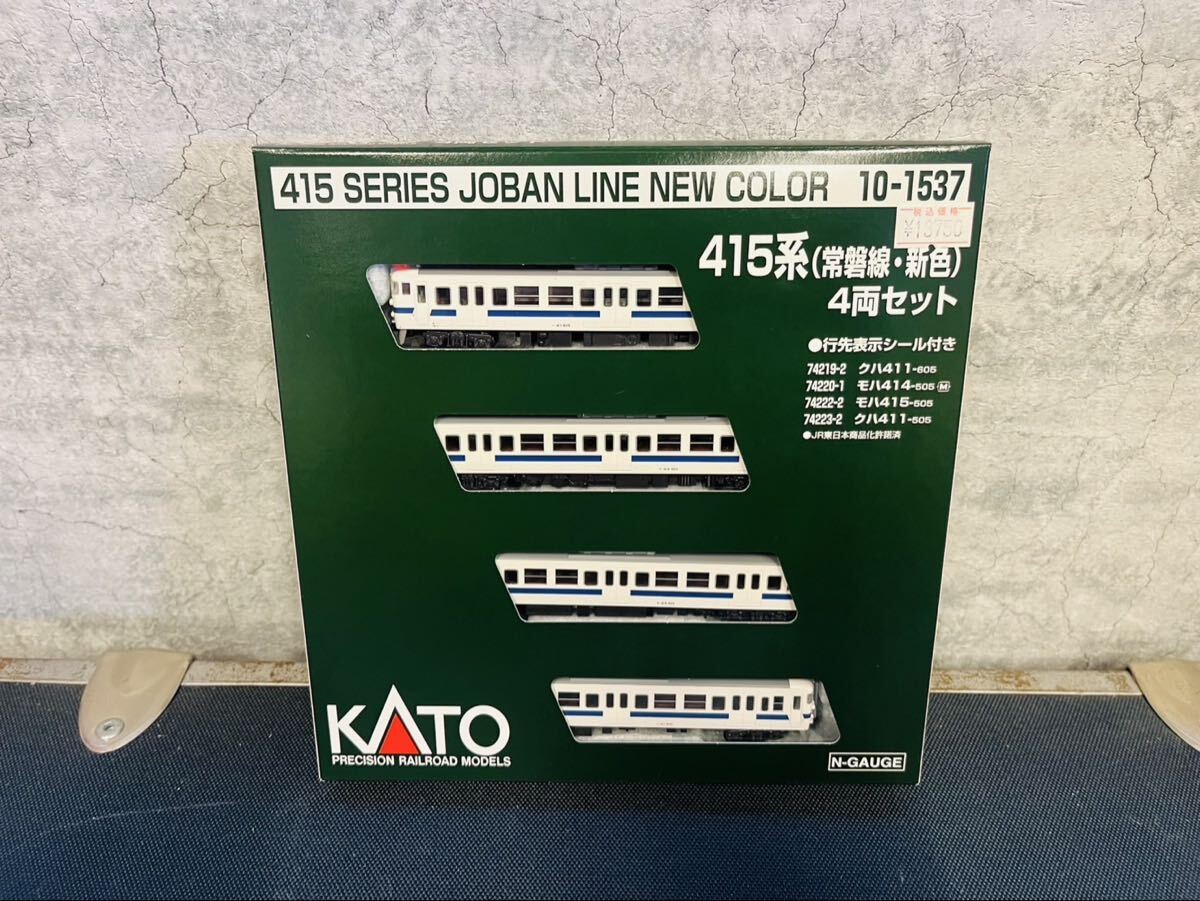 415 SERIES JOBAN LINE NEW COLOR 10-1537
税込価格
415系(常磐線・新色)
4両セット
●行先表示シール付き
74219-2 クハ411-605
74220-1 モハ414-505 M
74222-2 モハ415-505
74223-2 クハ411-505
●JR東日本商品化許諾済
KATO
PRECISION RAILROAD MODELS
N-GAUGE